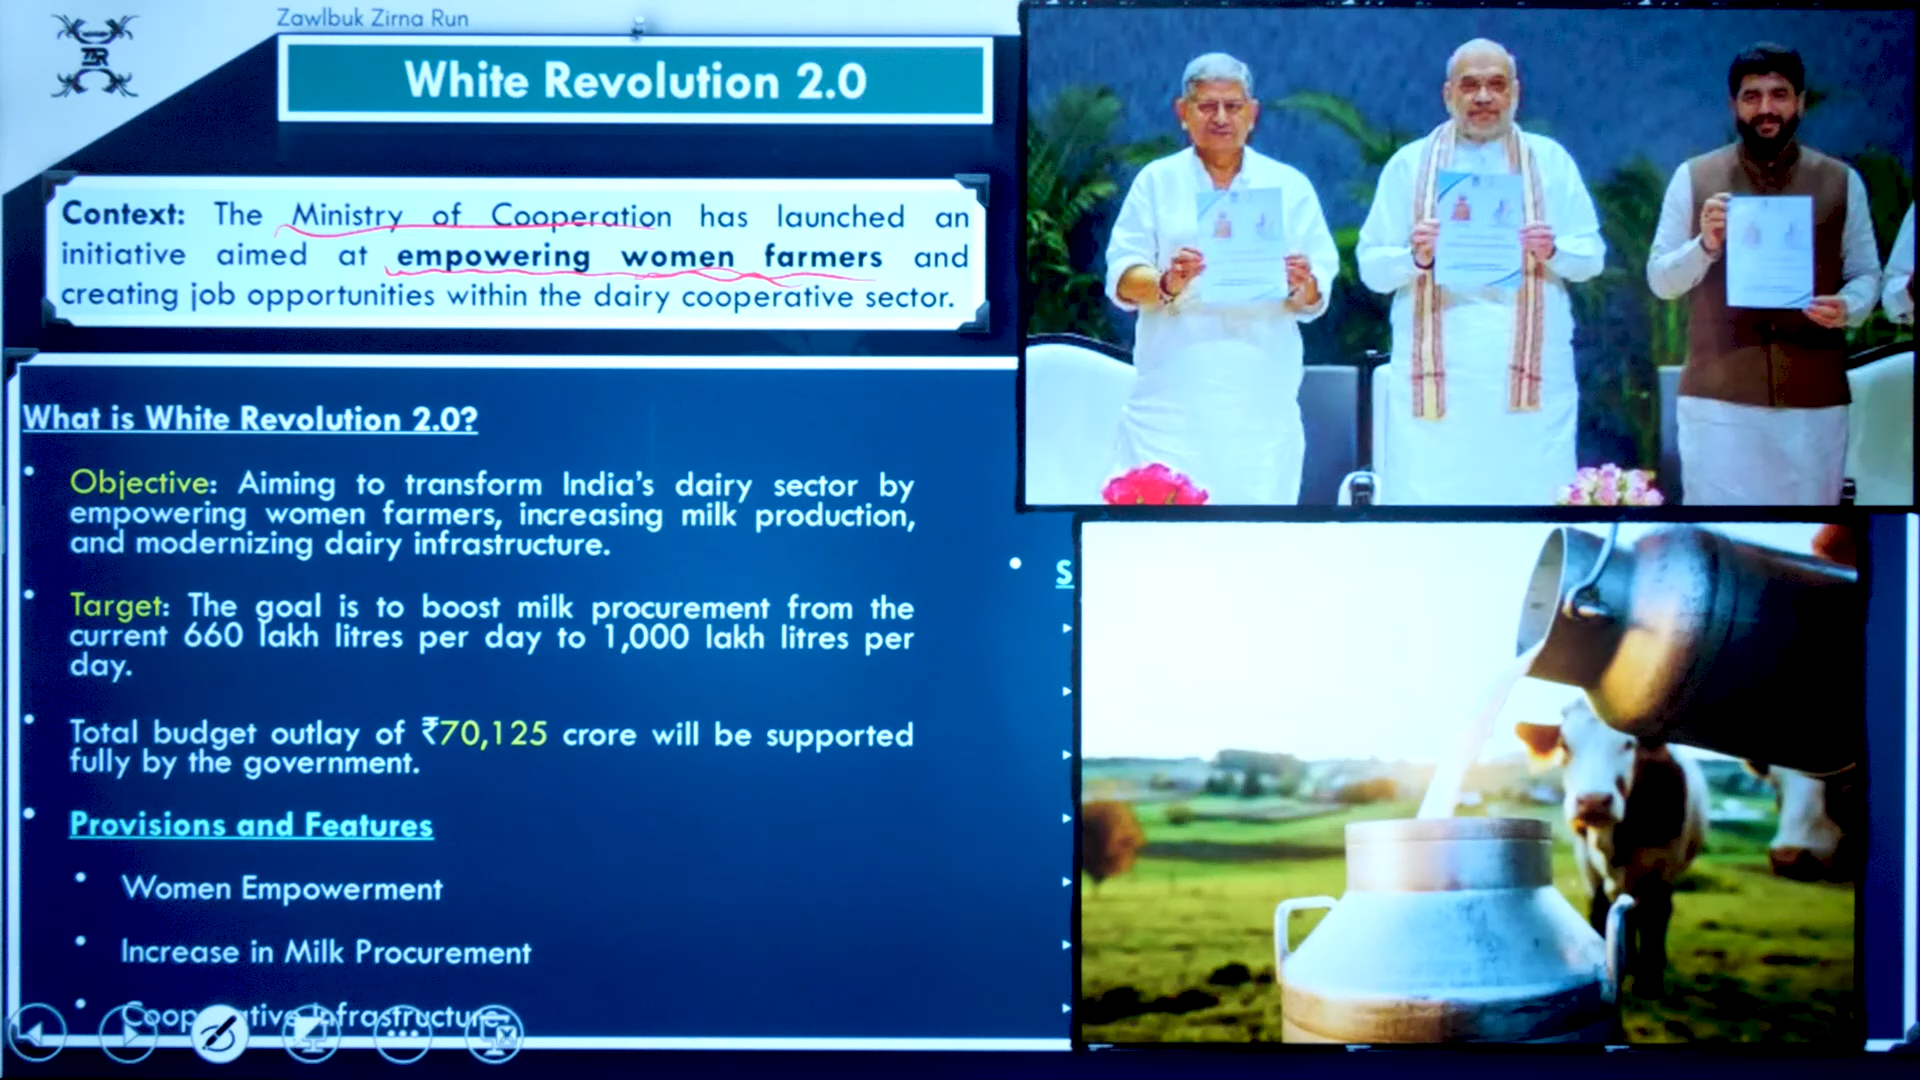 Zawlbuk Zirna Run
ZZR
White Revolution 2.0
Context: The Ministry of Cooperation has launched an
initiative aimed at empowering women farmers and
creating job opportunities within the dairy cooperative sector.
What is White Revolution 2.0?
Objective: Aiming to transform India's dairy sector by
empowering women farmers, increasing milk production,
and modernizing dairy infrastructure.
Target: The goal is to boost milk procurement from the
current 660 lakh litres per day to 1,000 lakh litres per
day.
Total budget outlay of ₹70,125 crore will be supported
fully by the government.
Provisions and Features
Women Empowerment
Increase in Milk Procurement
Cooperative Infrastructure
S